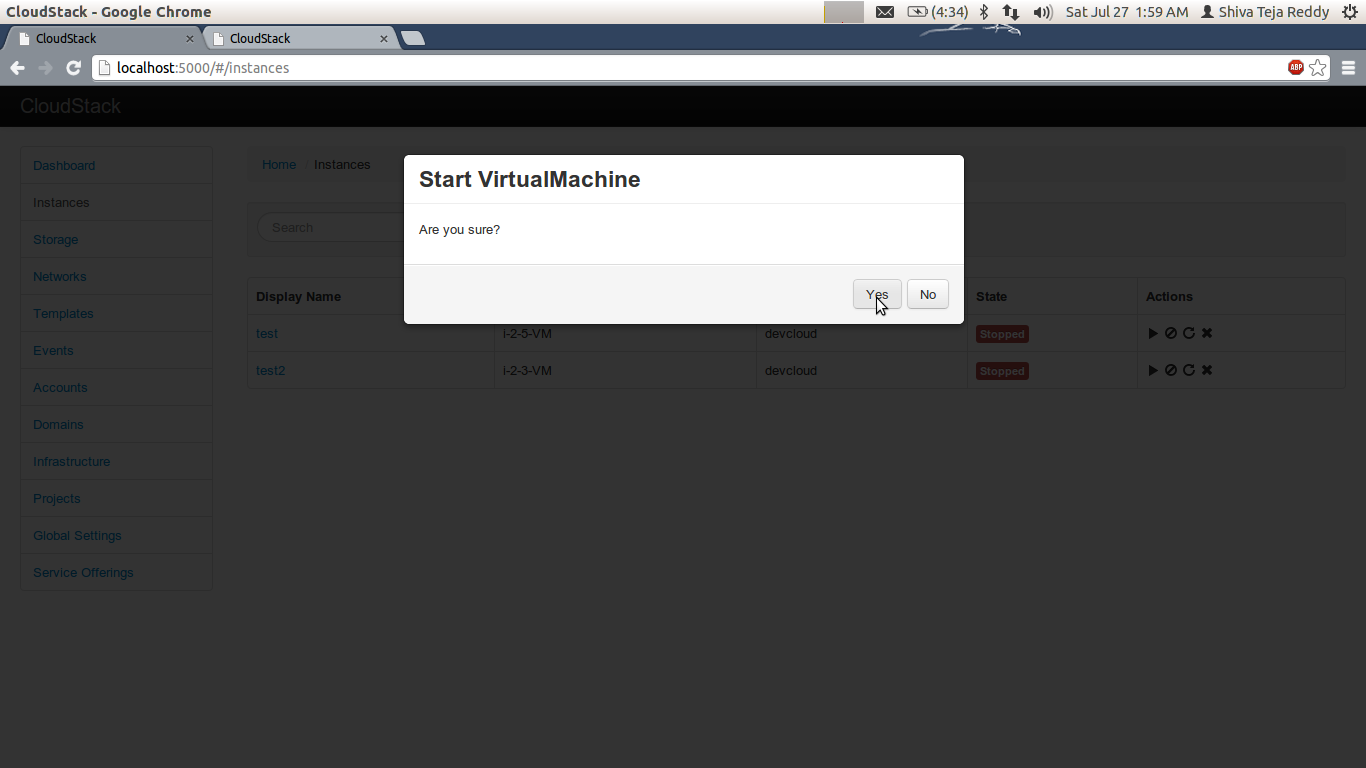 CloudStack - Google Chrome (4:34) Sat Jul 27 1:59 AM Shiva Teja Reddy
CloudStack CloudStack
localhost:5000/#/instances ABP
CloudStack
Dashboard
Instances
Storage
Networks
Templates
Events
Accounts
Domains
Infrastructure
Projects
Global Settings
Service Offerings
Home / Instances
Search
Start VirtualMachine
Are you sure?
Yes No
Display Name State Actions
test i-2-5-VM devcloud Stopped
test2 i-2-3-VM devcloud Stopped